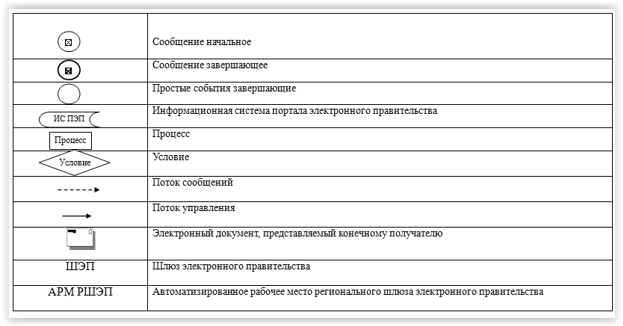 Сообщение начальное
Сообщение завершающее
Простые события завершающие
ИС ПЭП Информационная система портала электронного правительства
Процесс Процесс
Условие Условие
Поток сообщений
Поток управления
Электронный документ, представляемый конечному получателю
ШЭП Шлюз электронного правительства
АРМ РШЭП Автоматизированное рабочее место регионального шлюза электронного правительства